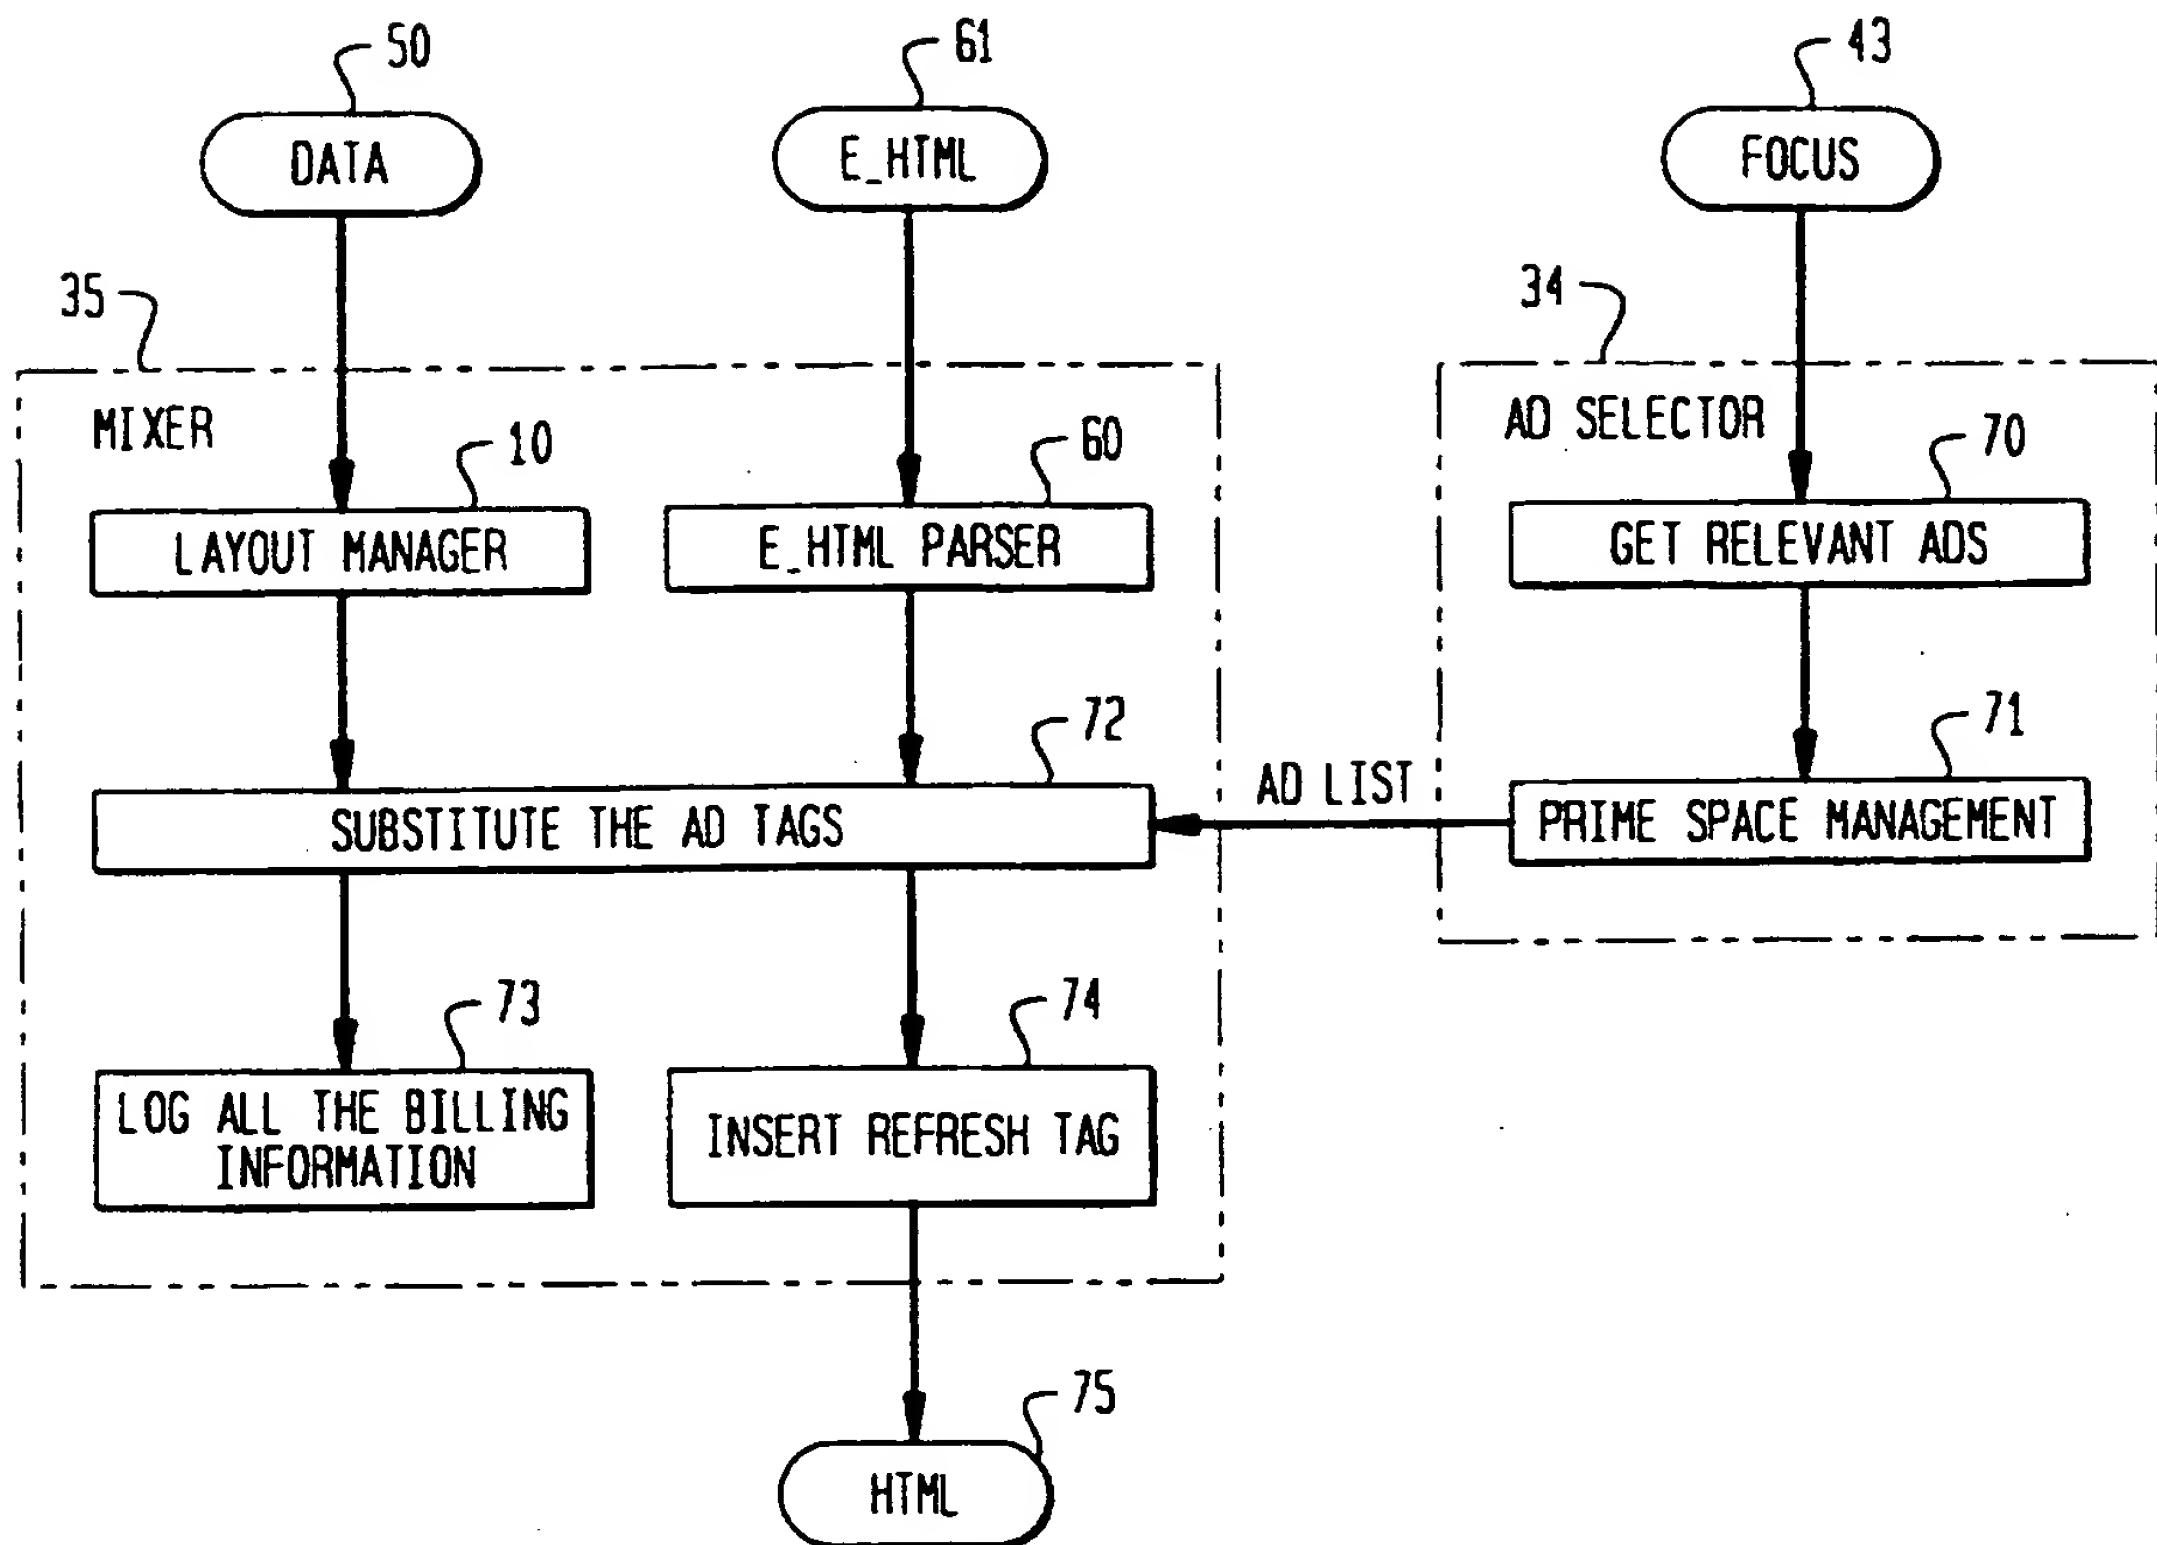 50
61
43
DATA
E_HTML
FOCUS
35
34
MIXER
AD SELECTOR
10
60
70
LAYOUT MANAGER
E_HTML PARSER
GET RELEVANT ADS
72
71
AD LIST
SUBSTITUTE THE AD TAGS
PRIME SPACE MANAGEMENT
73
74
LOG ALL THE BILLING
INFORMATION
INSERT REFRESH TAG
75
HTML